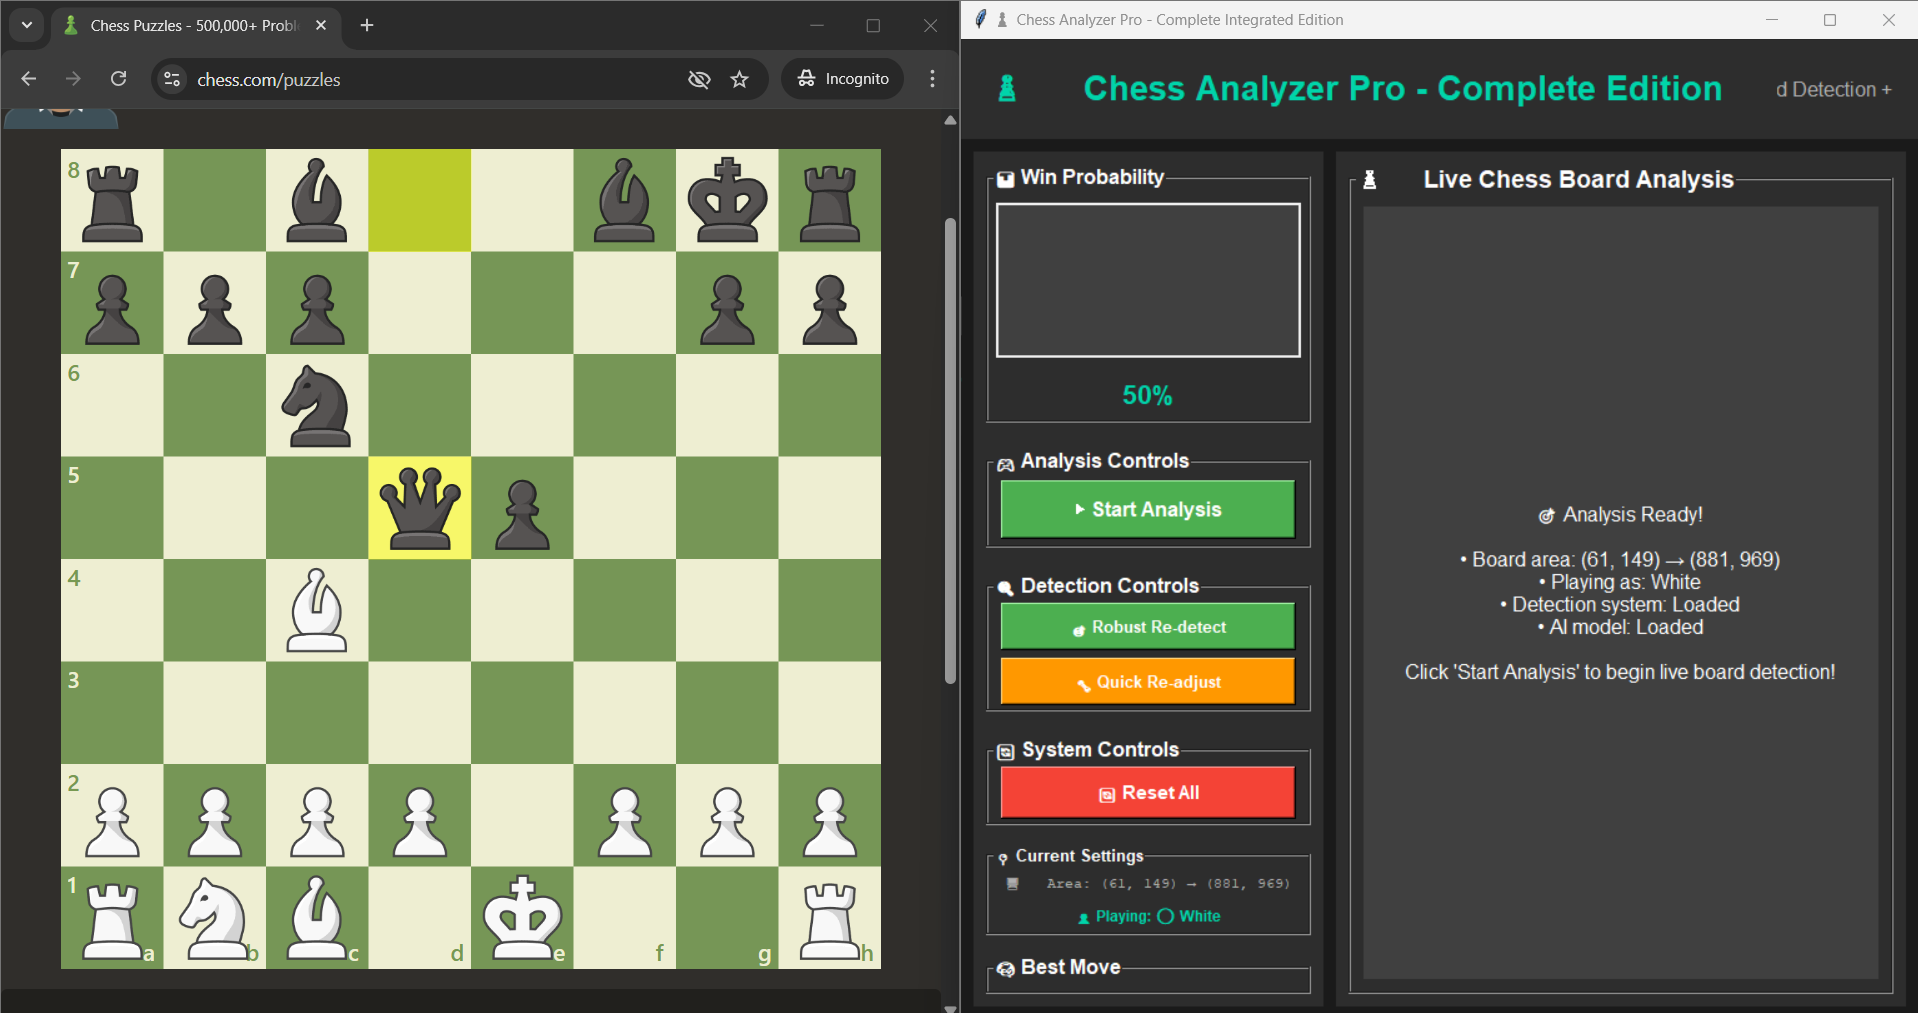 Chess Puzzles - 500,000+ Probl
chess.com/puzzles
Incognito
8
7
6
5
4
3
2
1
a
b
c
d
e
f
g
h
Chess Analyzer Pro - Complete Integrated Edition
Chess Analyzer Pro - Complete Edition
d Detection +
Win Probability
50%
Analysis Controls
Start Analysis
Detection Controls
Robust Re-detect
Quick Re-adjust
System Controls
Reset All
Current Settings
Area: (61, 149) → (881, 969)
Playing: White
Best Move
Live Chess Board Analysis
Analysis Ready!
• Board area: (61, 149) → (881, 969)
• Playing as: White
• Detection system: Loaded
• AI model: Loaded
Click 'Start Analysis' to begin live board detection!